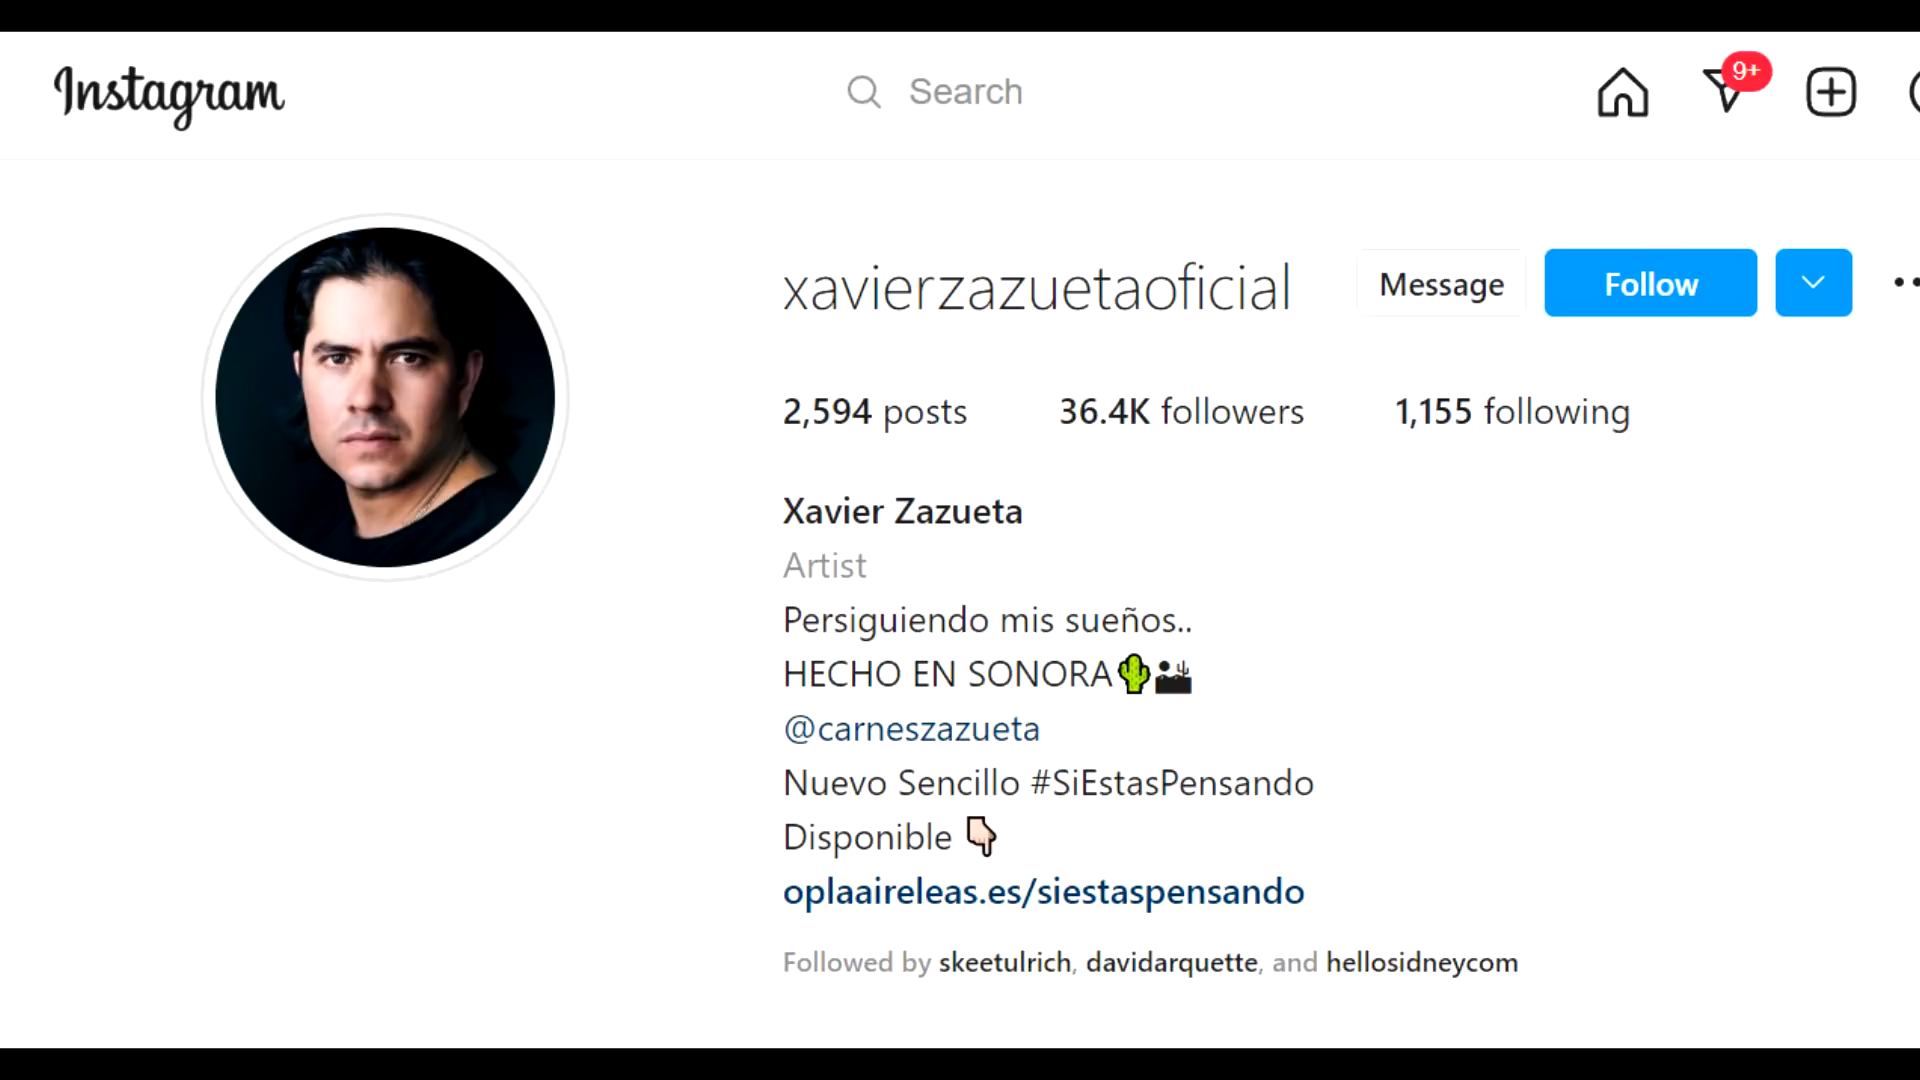 Instagram
Search
9+
xavierzazuetaoficial
Message
Follow
2,594 posts
36.4K followers
1,155 following
Xavier Zazueta
Artist
Persiguiendo mis sueños..
HECHO EN SONORA🌵🏜
@carneszazueta
Nuevo Sencillo #SiEstasPensando
Disponible 👇🏻
oplaaireleas.es/siestaspensando
Followed by skeetulrich, davidarquette, and hellosidneycom